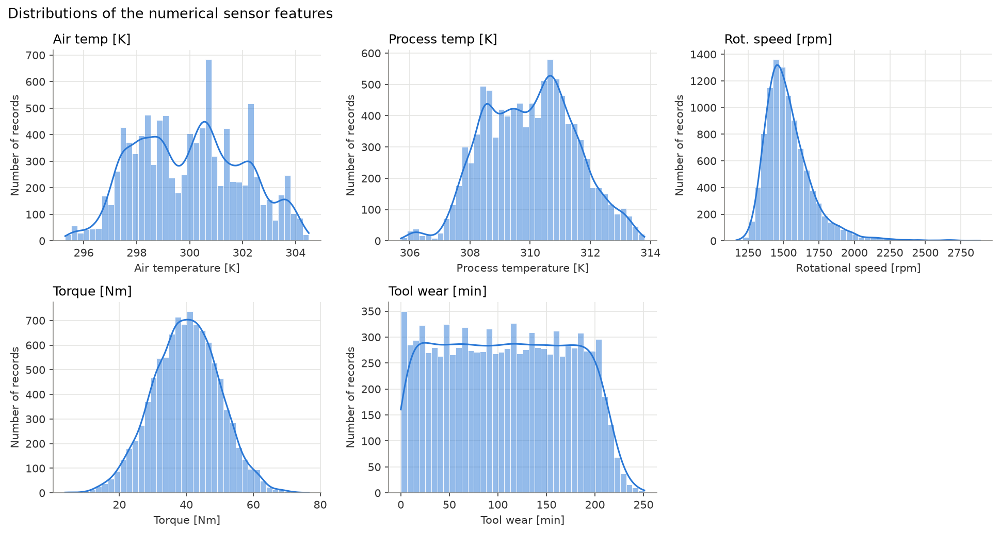 Distributions of the numerical sensor features
Air temp [K]
Number of records
0
100
200
300
400
500
600
700
296 298 300 302 304
Air temperature [K]
Process temp [K]
Number of records
0
100
200
300
400
500
600
306 308 310 312 314
Process temperature [K]
Rot. speed [rpm]
Number of records
0
200
400
600
800
1000
1200
1400
1250 1500 1750 2000 2250 2500 2750
Rotational speed [rpm]
Torque [Nm]
Number of records
0
100
200
300
400
500
600
700
20 40 60 80
Torque [Nm]
Tool wear [min]
Number of records
0
50
100
150
200
250
300
350
0 50 100 150 200 250
Tool wear [min]